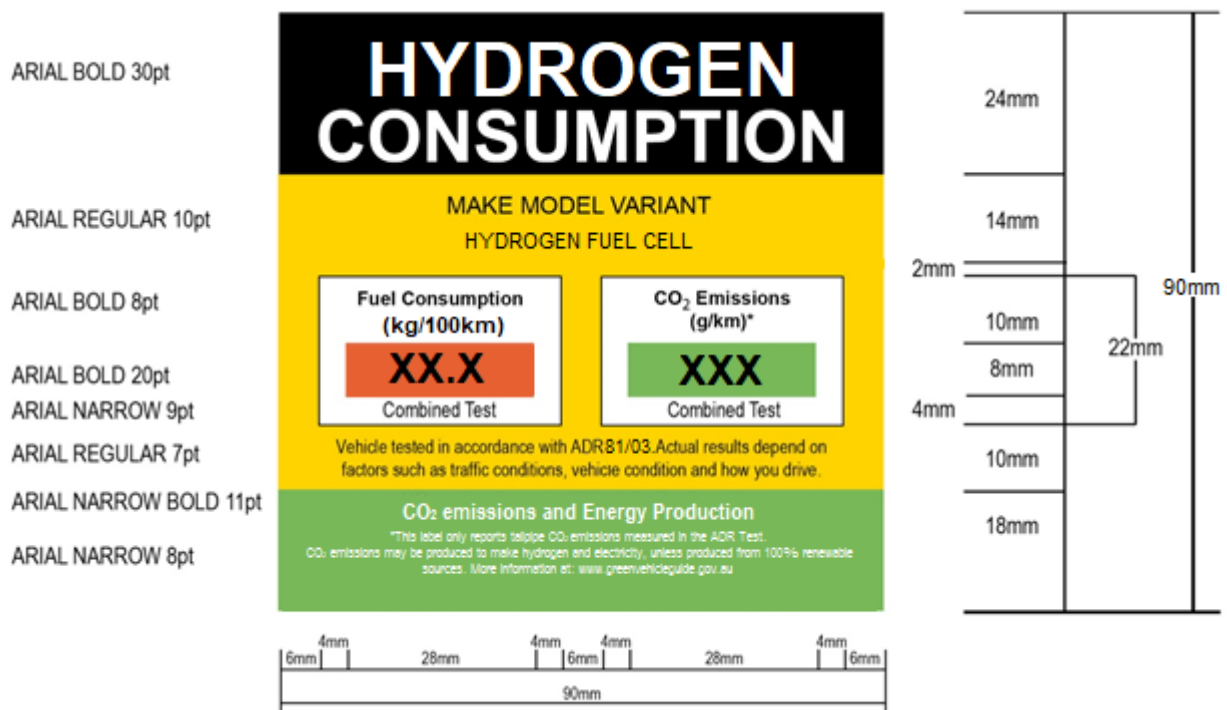 ARIAL BOLD 30pt
HYDROGEN
CONSUMPTION
24mm
ARIAL REGULAR 10pt
MAKE MODEL VARIANT
HYDROGEN FUEL CELL
14mm
2mm
90mm
ARIAL BOLD 8pt
Fuel Consumption
(kg/100km)
CO₂ Emissions
(g/km)*
10mm
22mm
ARIAL BOLD 20pt
XX.X
XXX
8mm
ARIAL NARROW 9pt
Combined Test
Combined Test
4mm
ARIAL REGULAR 7pt
Vehicle tested in accordance with ADR81/03.Actual results depend on
factors such as traffic conditions, vehicle condition and how you drive.
10mm
ARIAL NARROW BOLD 11pt
CO₂ emissions and Energy Production
18mm
ARIAL NARROW 8pt
*This label only reports tailpipe CO₂ emissions measured in the ADR Test.
CO₂ emissions may be produced to make hydrogen and electricity, unless produced from 100% renewable
sources. More information at: www.greenvehicleguide.gov.au
4mm 4mm 4mm 4mm
6mm 28mm 6mm 28mm 6mm
90mm